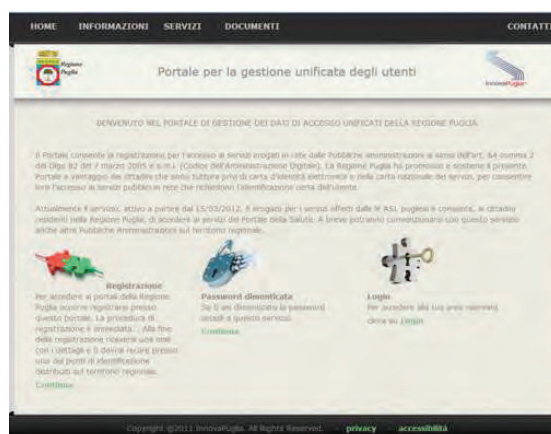 HOME INFORMAZIONI SERVIZI DOCUMENTI CONTATTI
Regione
Puglia
Portale per la gestione unificata degli utenti
InnovaPuglia
BENVENUTO NEL PORTALE DI GESTIONE DEI DATI DI ACCESSO UNIFICATI DELLA REGIONE PUGLIA
Il Portale consente la registrazione per l'accesso ai servizi erogati in rete dalle Pubbliche amministrazioni ai sensi dell'art. 64 comma 2
del Dlgs 82 del 7 marzo 2005 e s.m.i. (Codice dell'Amministrazione Digitale). La Regione Puglia ha promosso e sostiene il presente
Portale a vantaggio dei cittadini che sono tuttora privi di carta d'identità elettronica e della carta nazionale dei servizi, per consentire
loro l'accesso ai servizi pubblici in rete che richiedono l'identificazione certa dell'utente.
Attualmente il servizio, attivo a partire dal 15/03/2012, è erogato per i servizi offerti dalle le ASL pugliesi e consente, ai cittadini
residenti nella Regione Puglia, di accedere ai servizi del Portale della Salute. A breve potranno convenzionarsi con questo servizio
anche altre Pubbliche Amministrazioni sul territorio regionale.
Registrazione
Per accedere ai portali della Regione
Puglia occorre registrarsi presso
questo portale. La procedura di
registrazione è immediata. . Alla fine
della registrazione riceverai una mail
con i dettagli e ti dovrai recare presso
uno dei punti di identificazione
distribuiti sul territorio regionale.
Continua
Password dimenticata
Se ti sei dimenticato la password
accedi a questo servizio.
Continua
Login
Per accedere alla tua area riservata
clicca su Login
Copyright @2011 InnovaPuglia. All Rights Reserved. - privacy - accessibilità